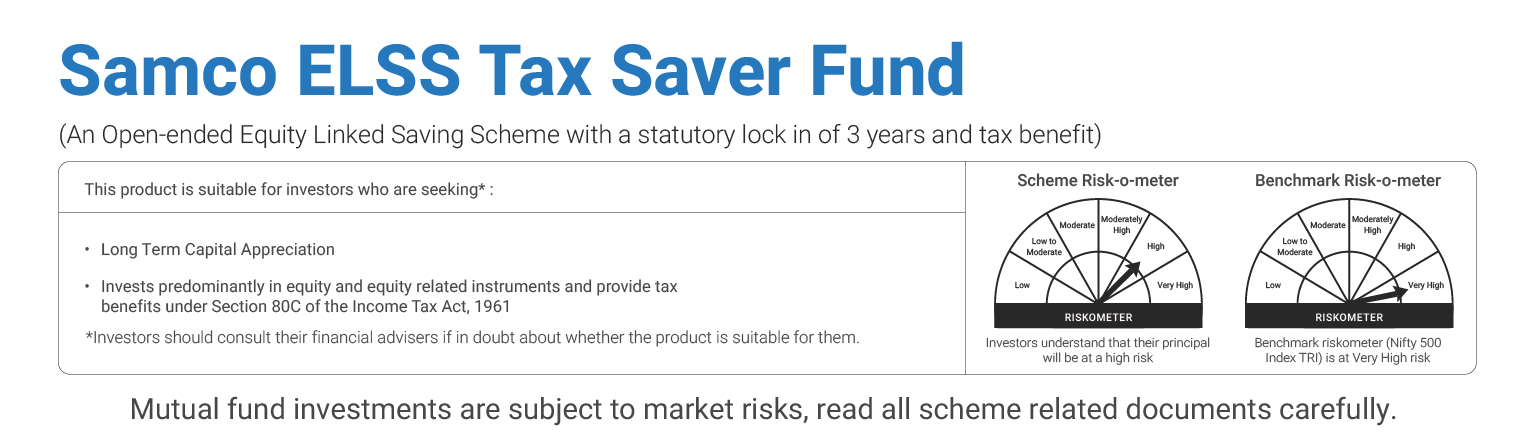 Samco ELSS Tax Saver Fund
(An Open-ended Equity Linked Saving Scheme with a statutory lock in of 3 years and tax benefit)
This product is suitable for investors who are seeking* :
• Long Term Capital Appreciation
• Invests predominantly in equity and equity related instruments and provide tax
benefits under Section 80C of the Income Tax Act, 1961
*Investors should consult their financial advisers if in doubt about whether the product is suitable for them.
Scheme Risk-o-meter
Low
Low to
Moderate
Moderate
Moderately
High
High
Very High
RISKOMETER
Investors understand that their principal
will be at a high risk
Benchmark Risk-o-meter
Low
Low to
Moderate
Moderate
Moderately
High
High
Very High
RISKOMETER
Benchmark riskometer (Nifty 500
Index TRI) is at Very High risk
Mutual fund investments are subject to market risks, read all scheme related documents carefully.